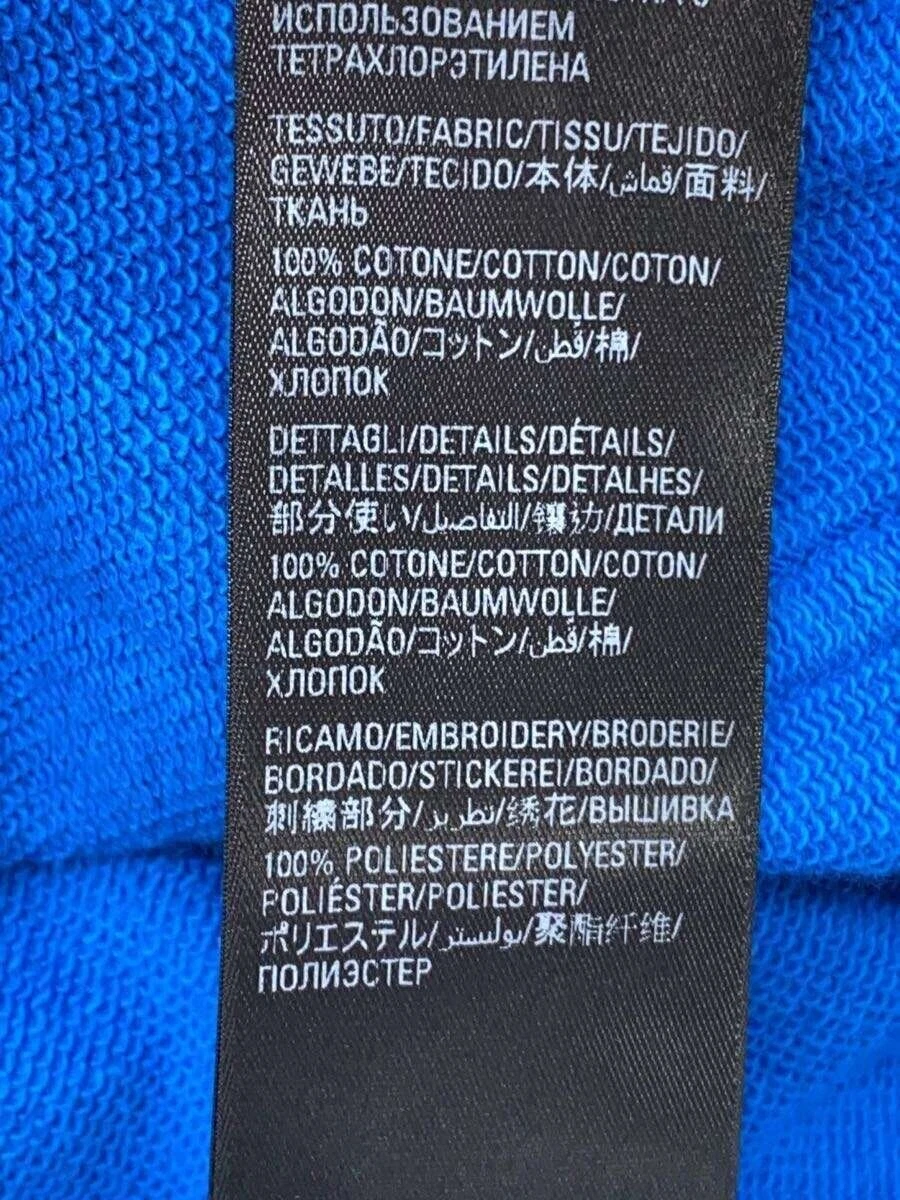 ИСПОЛЬЗОВАНИЕМ
ТЕТРАХЛОРЭТИЛЕНА
TESSUTO/FABRIC/TISSU/TEJIDO/
GEWEBE/TECIDO/本体/قماش/面料/
ТКАНЬ
100% COTONE/COTTON/COTON/
ALGODON/BAUMWOLLE/
ALGODÃO/コットン/قطن/棉/
ХЛОПОК
DETTAGLI/DETAILS/DÉTAILS/
DETALLES/DETAILS/DETALHES/
部分使い/التفاصيل/镶边/ДЕТАЛИ
100% COTONE/COTTON/COTON/
ALGODON/BAUMWOLLE/
ALGODÃO/コットン/قطن/棉/
ХЛОПОК
RICAMO/EMBROIDERY/BRODERIE/
BORDADO/STICKEREI/BORDADO/
刺繍部分/تطريز/绣花/ВЫШИВКА
100% POLIESTERE/POLYESTER/
POLIÉSTER/POLIESTER/
ポリエステル/بوليستر/聚酯纤维/
ПОЛИЭСТЕР